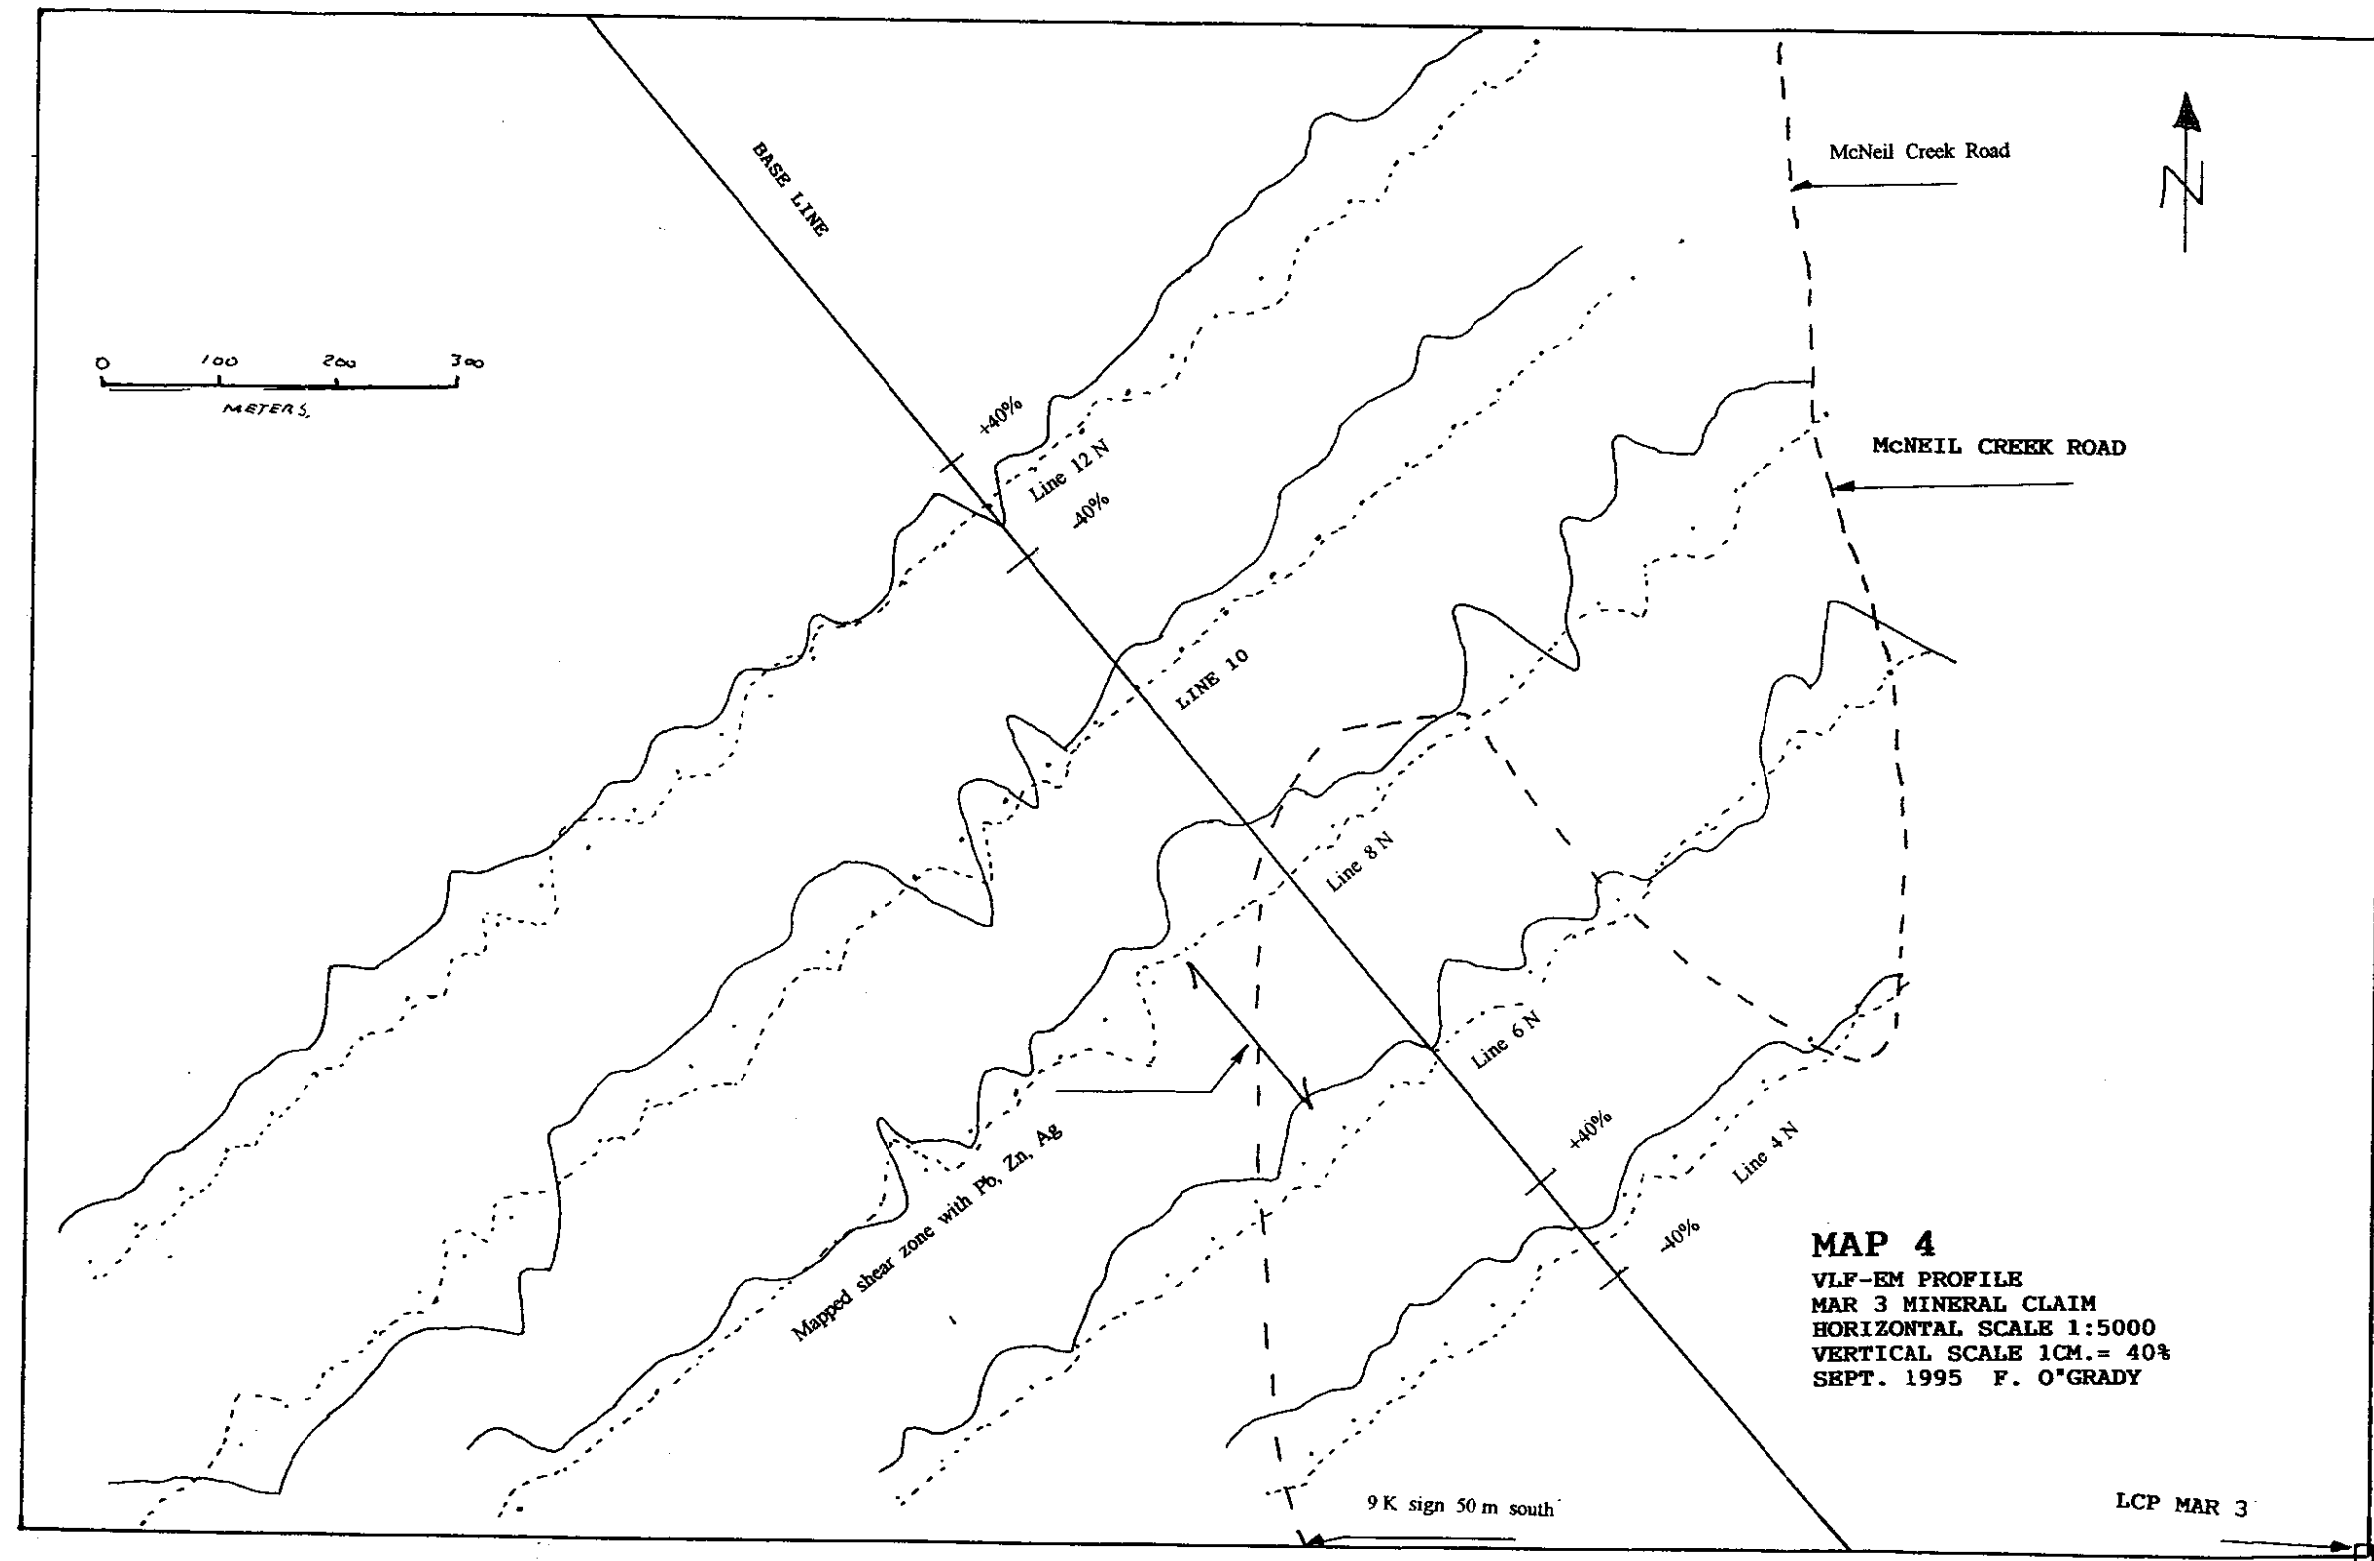 BASE LINE
McNeil Creek Road
N
0 100 200 300
METERS,
+40%
Line 12 N
-40%
McNEIL CREEK ROAD
LINE 10
Line 8 N
Line 6 N
Mapped shear zone with Pb, Zn, Ag
+40%
Line 4 N
-40%
MAP 4
VLF-EM PROFILE
MAR 3 MINERAL CLAIM
HORIZONTAL SCALE 1:5000
VERTICAL SCALE 1CM.= 40%
SEPT. 1995 F. O"GRADY
9 K sign 50 m south
LCP MAR 3